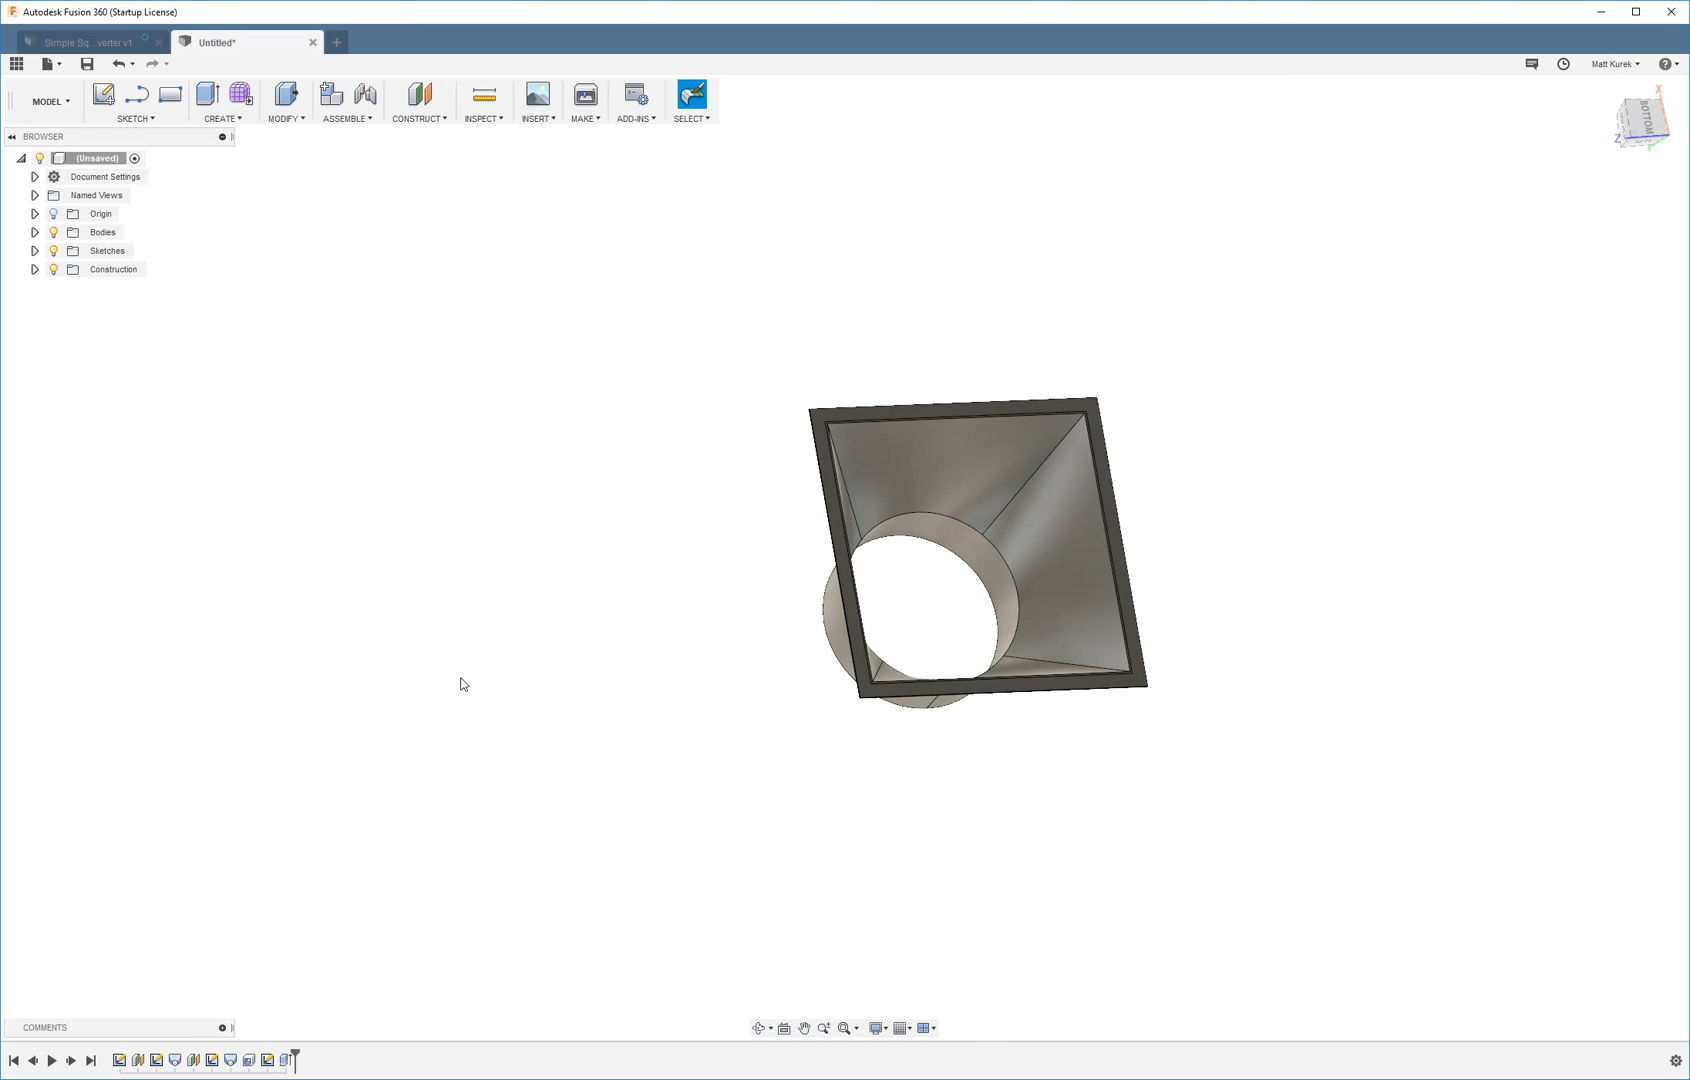 Autodesk Fusion 360 (Startup License)
Simple Sq...verter v1
Untitled*
Matt Kurek
MODEL
SKETCH
CREATE
MODIFY
ASSEMBLE
CONSTRUCT
INSPECT
INSERT
MAKE
ADD-INS
SELECT
BROWSER
(Unsaved)
Document Settings
Named Views
Origin
Bodies
Sketches
Construction
X
BOTTOM
Z
COMMENTS